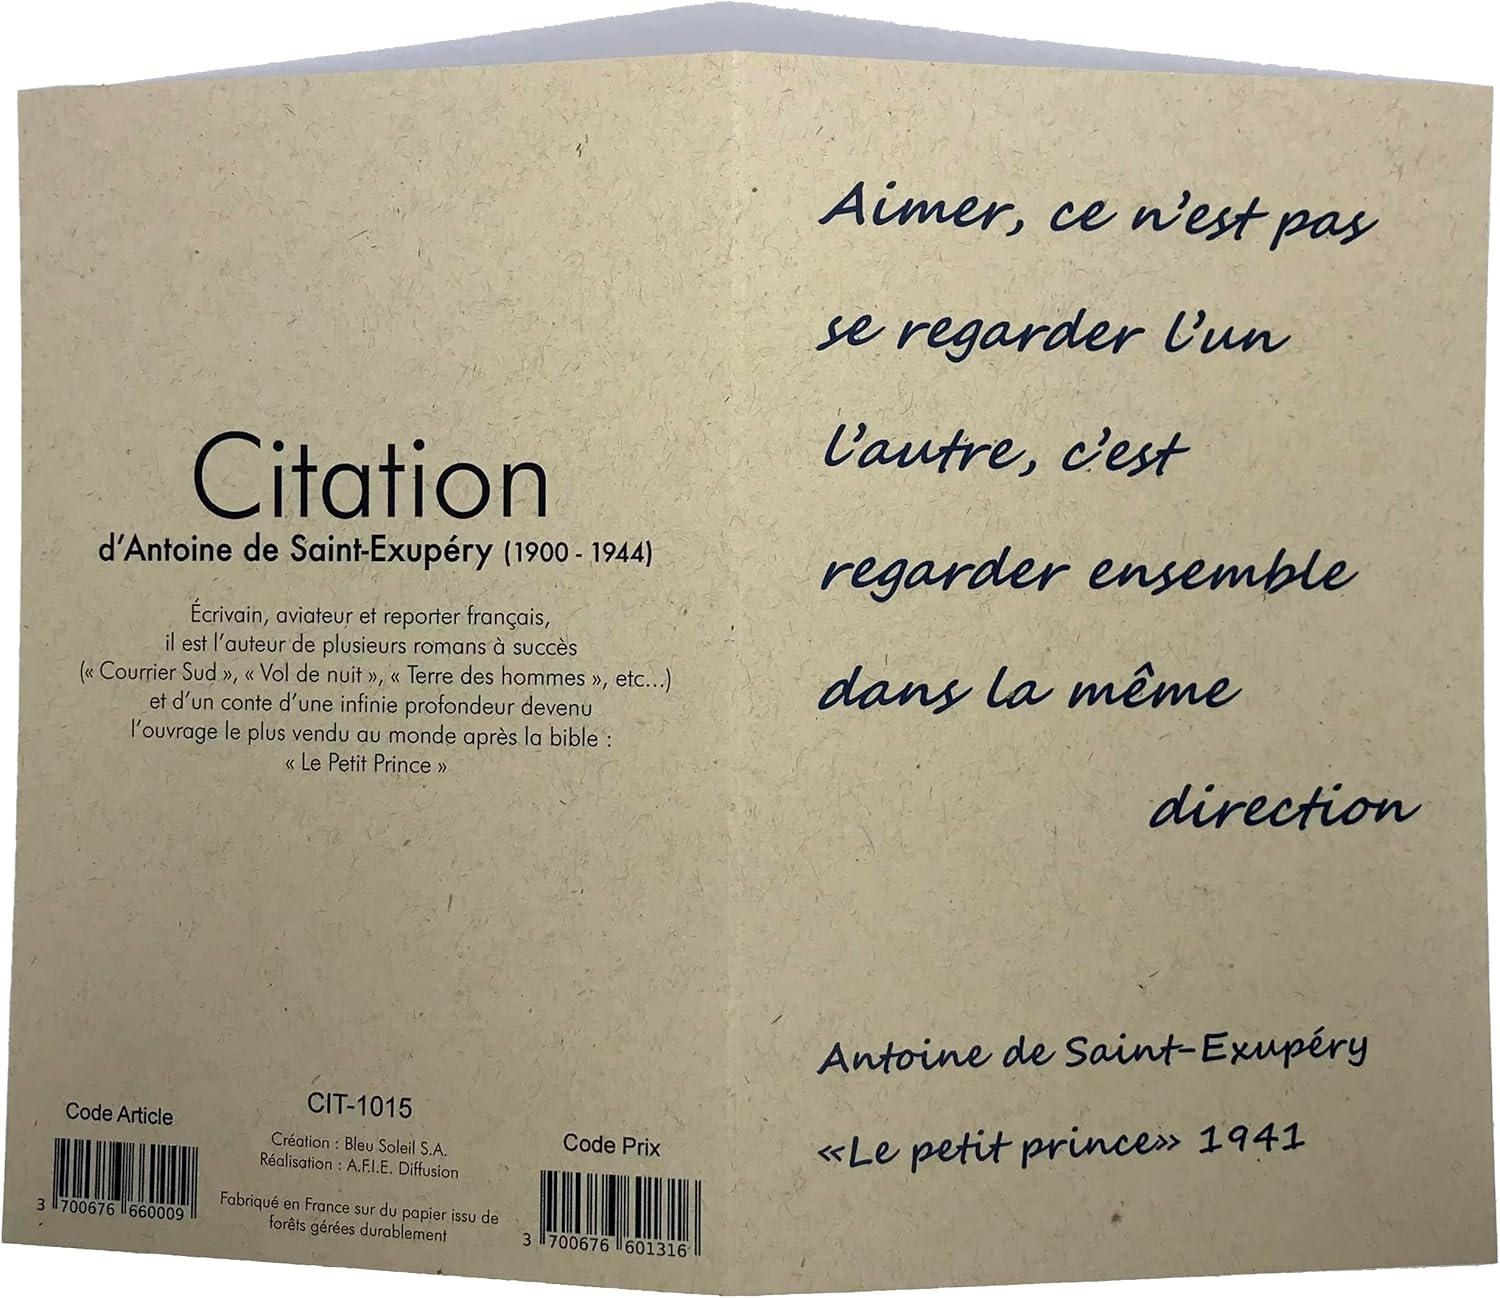 Citation
d'Antoine de Saint-Exupéry (1900 - 1944)
Écrivain, aviateur et reporter français,
il est l'auteur de plusieurs romans à succès
(« Courrier Sud », « Vol de nuit », « Terre des hommes », etc...)
et d'un conte d'une infinie profondeur devenu
l'ouvrage le plus vendu au monde après la bible :
« Le Petit Prince »
Code Article
3 700676 660009
CIT-1015
Création : Bleu Soleil S.A.
Réalisation : A.F.I.E. Diffusion
Fabriqué en France sur du papier issu de
forêts gérées durablement
Code Prix
3 700676 601316
Aimer, ce n'est pas
se regarder l'un
l'autre, c'est
regarder ensemble
dans la même
direction
Antoine de Saint-Exupéry
«Le petit prince» 1941